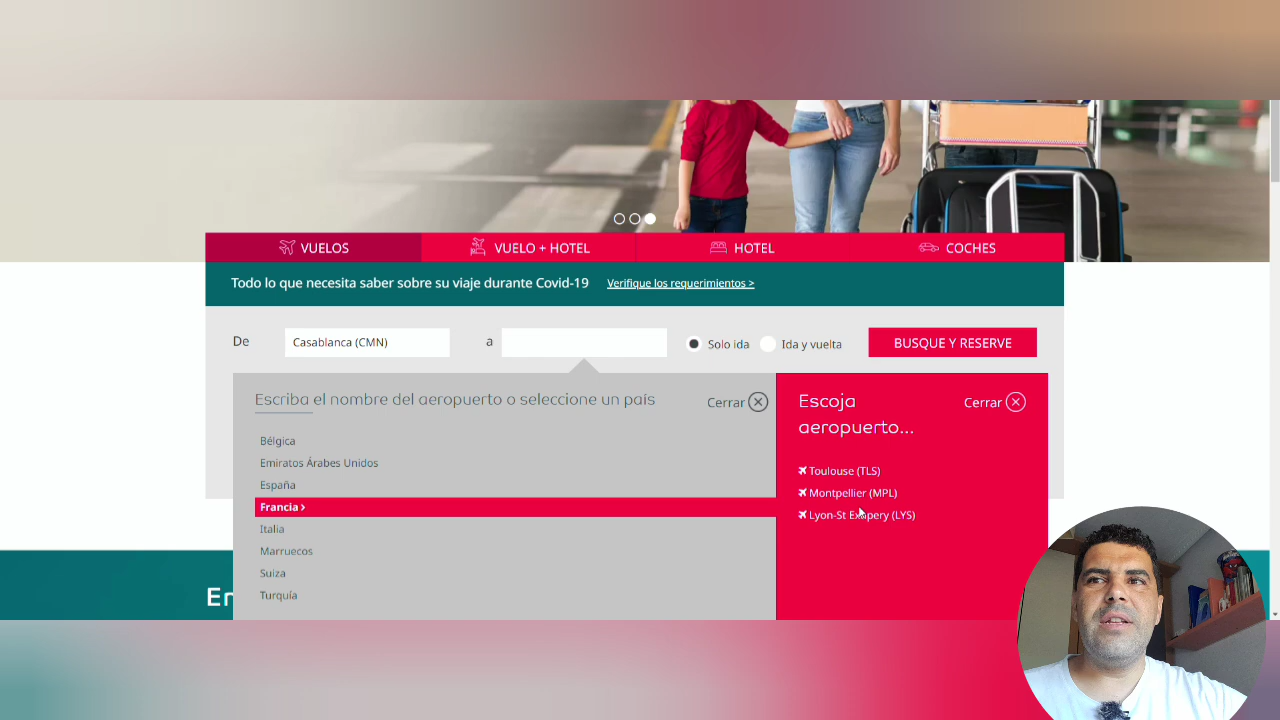 VUELOS
VUELO + HOTEL
HOTEL
COCHES
Todo lo que necesita saber sobre su viaje durante Covid-19
Verifique los requerimientos >
De
Casablanca (CMN)
a
Solo ida
Ida y vuelta
BUSQUE Y RESERVE
Escriba el nombre del aeropuerto o seleccione un país
Cerrar
Bélgica
Emiratos Árabes Unidos
España
Francia ›
Italia
Marruecos
Suiza
Turquía
Escoja
aeropuerto...
Cerrar
Toulouse (TLS)
Montpellier (MPL)
Lyon-St Exupery (LYS)